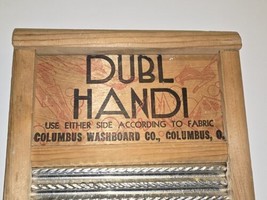 DUBL
HANDI
USE EITHER SIDE ACCORDING TO FABRIC
COLUMBUS WASHBOARD CO., COLUMBUS, O.